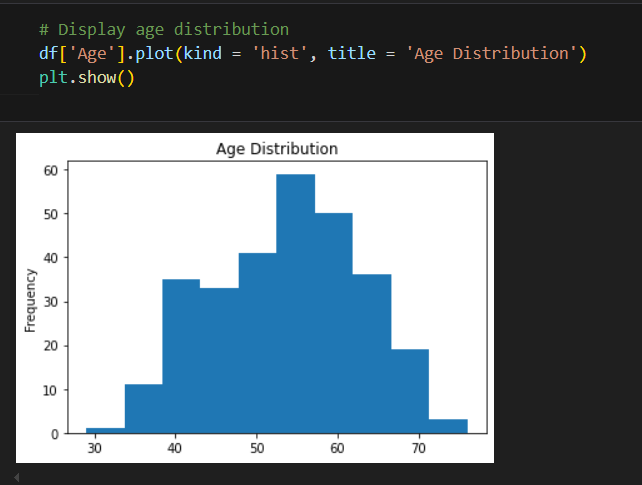 # Display age distribution
df['Age'].plot(kind = 'hist', title = 'Age Distribution')
plt.show()
Age Distribution
60
50
40
30
20
10
0
Frequency
30 40 50 60 70